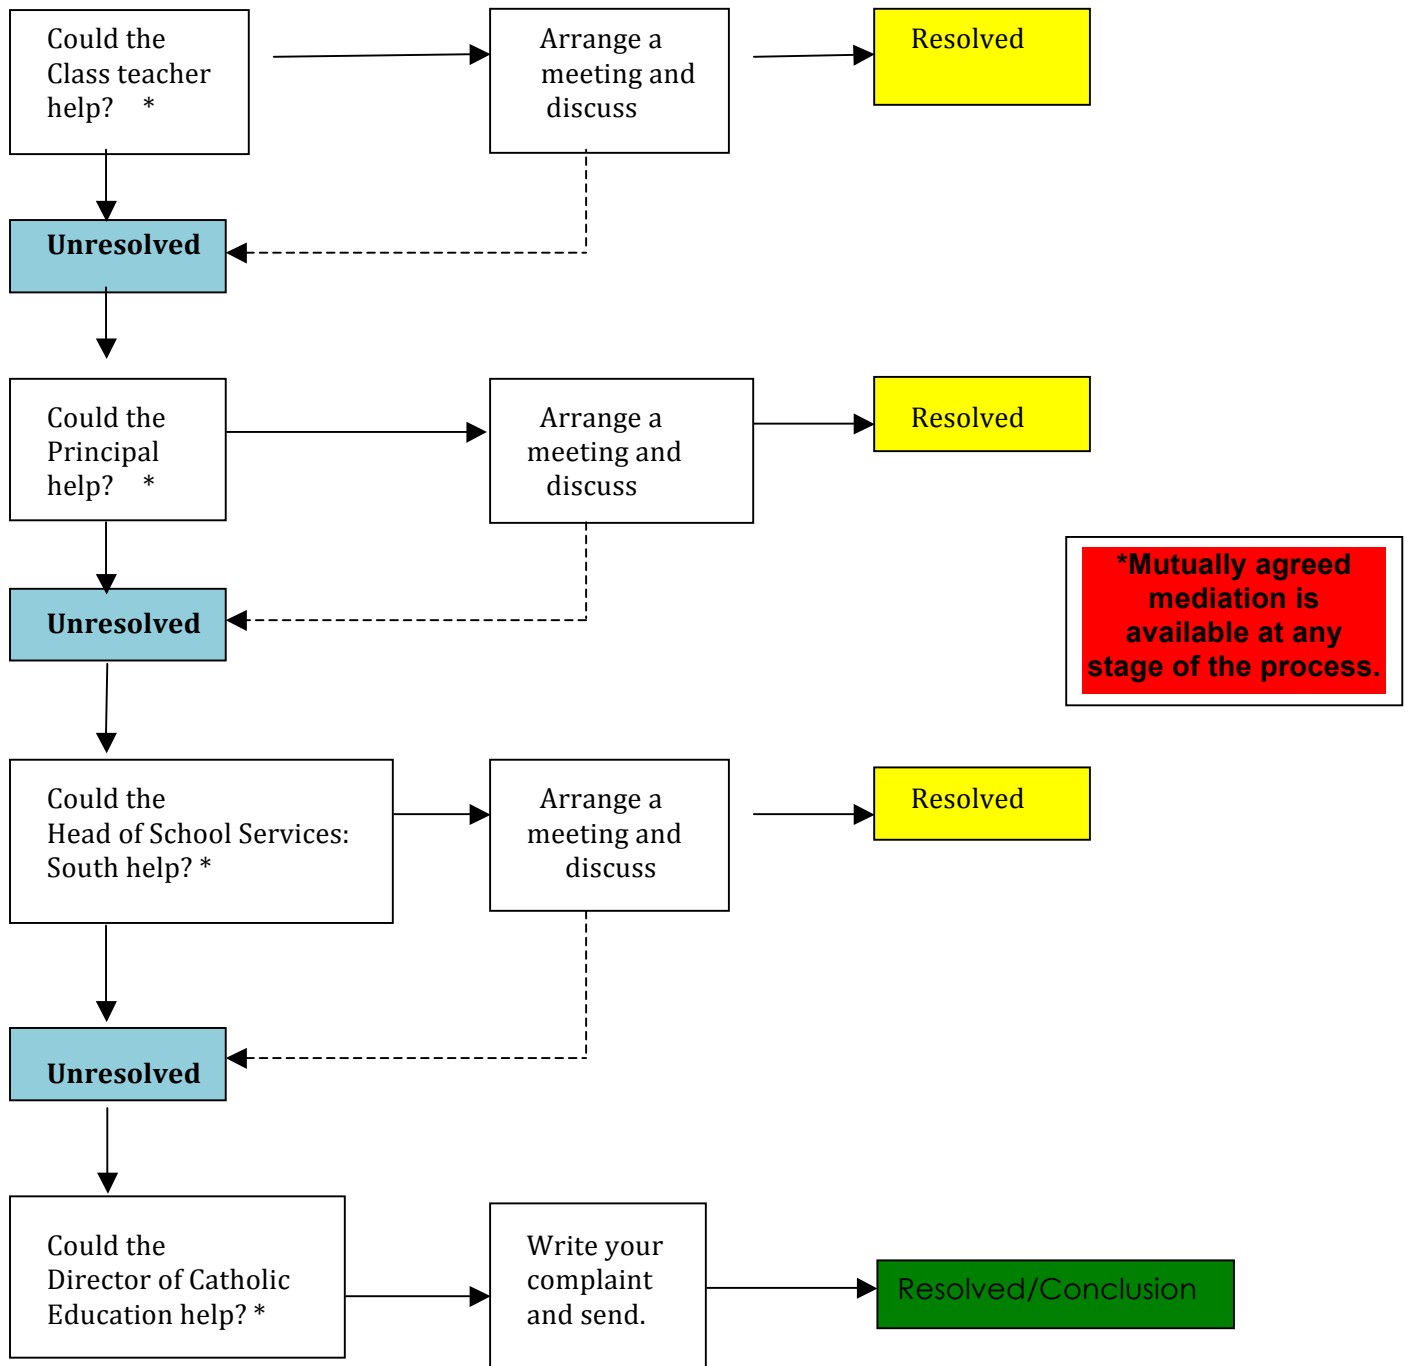 Could the
Class teacher
help? *
Arrange a
meeting and
discuss
Resolved
Unresolved
Could the
Principal
help? *
Arrange a
meeting and
discuss
Resolved
*Mutually agreed
mediation is
available at any
stage of the process.
Unresolved
Could the
Head of School Services:
South help? *
Arrange a
meeting and
discuss
Resolved
Unresolved
Could the
Director of Catholic
Education help? *
Write your
complaint
and send.
Resolved/Conclusion